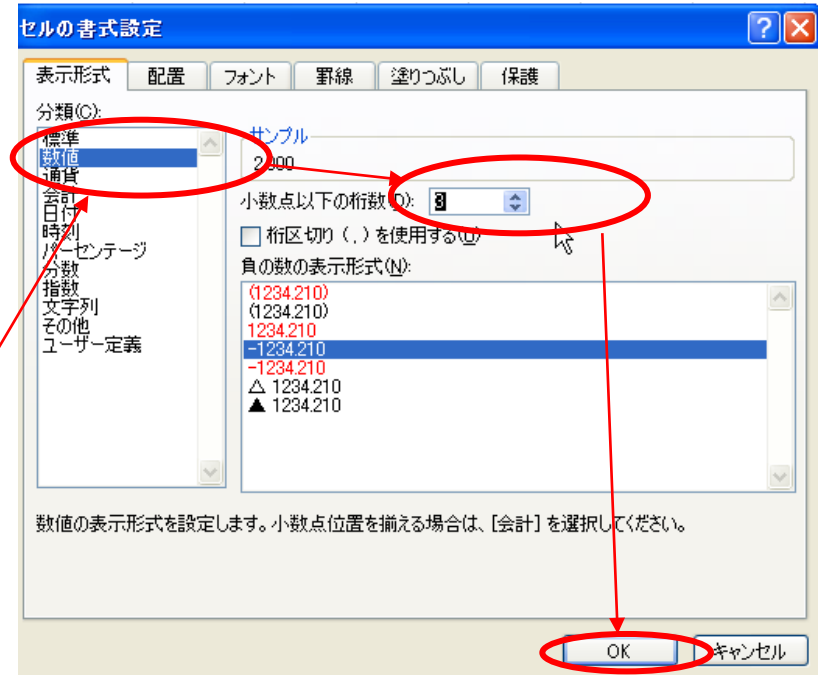 セルの書式設定
表示形式 配置 フォント 罫線 塗りつぶし 保護
分類(C):
標準
数値
通貨
会計
日付
時刻
パーセンテージ
分数
指数
文字列
その他
ユーザー定義
サンプル
2.000
小数点以下の桁数(D): 3
桁区切り(,)を使用する(U)
負の数の表示形式(N):
(1234.210)
(1234.210)
1234.210
-1234.210
-1234.210
△ 1234.210
▲ 1234.210
数値の表示形式を設定します。小数点位置を揃える場合は、[会計] を選択してください。
OK キャンセル